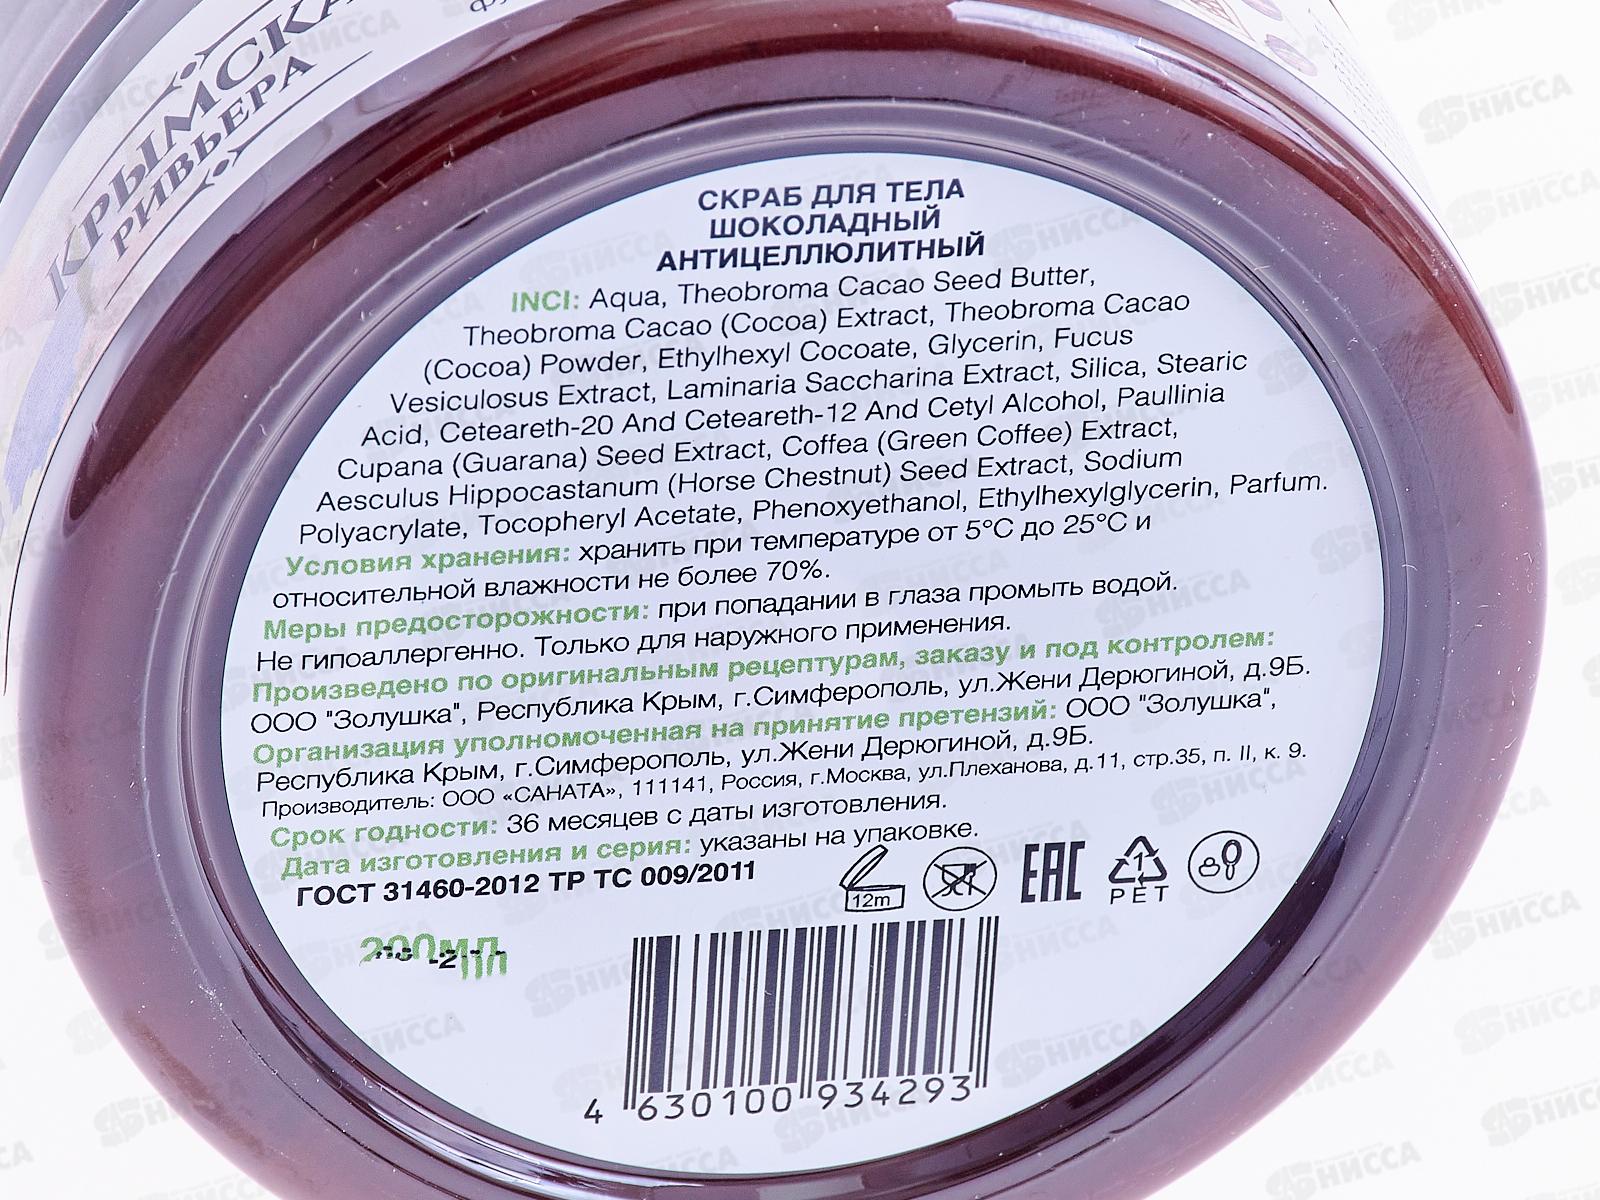 КРЫМСКА
РИВЬЕРА
СКРАБ ДЛЯ ТЕЛА
ШОКОЛАДНЫЙ
АНТИЦЕЛЛЮЛИТНЫЙ
INCI: Aqua, Theobroma Cacao Seed Butter,
Theobroma Cacao (Cocoa) Extract, Theobroma Cacao
(Cocoa) Powder, Ethylhexyl Cocoate, Glycerin, Fucus
Vesiculosus Extract, Laminaria Saccharina Extract, Silica, Stearic
Acid, Ceteareth-20 And Ceteareth-12 And Cetyl Alcohol, Paullinia
Cupana (Guarana) Seed Extract, Coffea (Green Coffee) Extract,
Aesculus Hippocastanum (Horse Chestnut) Seed Extract, Sodium
Polyacrylate, Tocopheryl Acetate, Phenoxyethanol, Ethylhexylglycerin, Parfum.
Условия хранения: хранить при температуре от 5°С до 25°С и
относительной влажности не более 70%.
Меры предосторожности: при попадании в глаза промыть водой.
Не гипоаллергенно. Только для наружного применения.
Произведено по оригинальным рецептурам, заказу и под контролем:
ООО "Золушка", Республика Крым, г.Симферополь, ул.Жени Дерюгиной, д.9Б.
Организация уполномоченная на принятие претензий: ООО "Золушка",
Республика Крым, г.Симферополь, ул.Жени Дерюгиной, д.9Б.
Производитель: ООО «САНАТА», 111141, Россия, г.Москва, ул.Плеханова, д.11, стр.35, п. II, к. 9.
Срок годности: 36 месяцев с даты изготовления.
Дата изготовления и серия: указаны на упаковке.
ГОСТ 31460-2012 ТР ТС 009/2011
12m
EAC
1
PET
200мл
4 630100 934293
НИССА